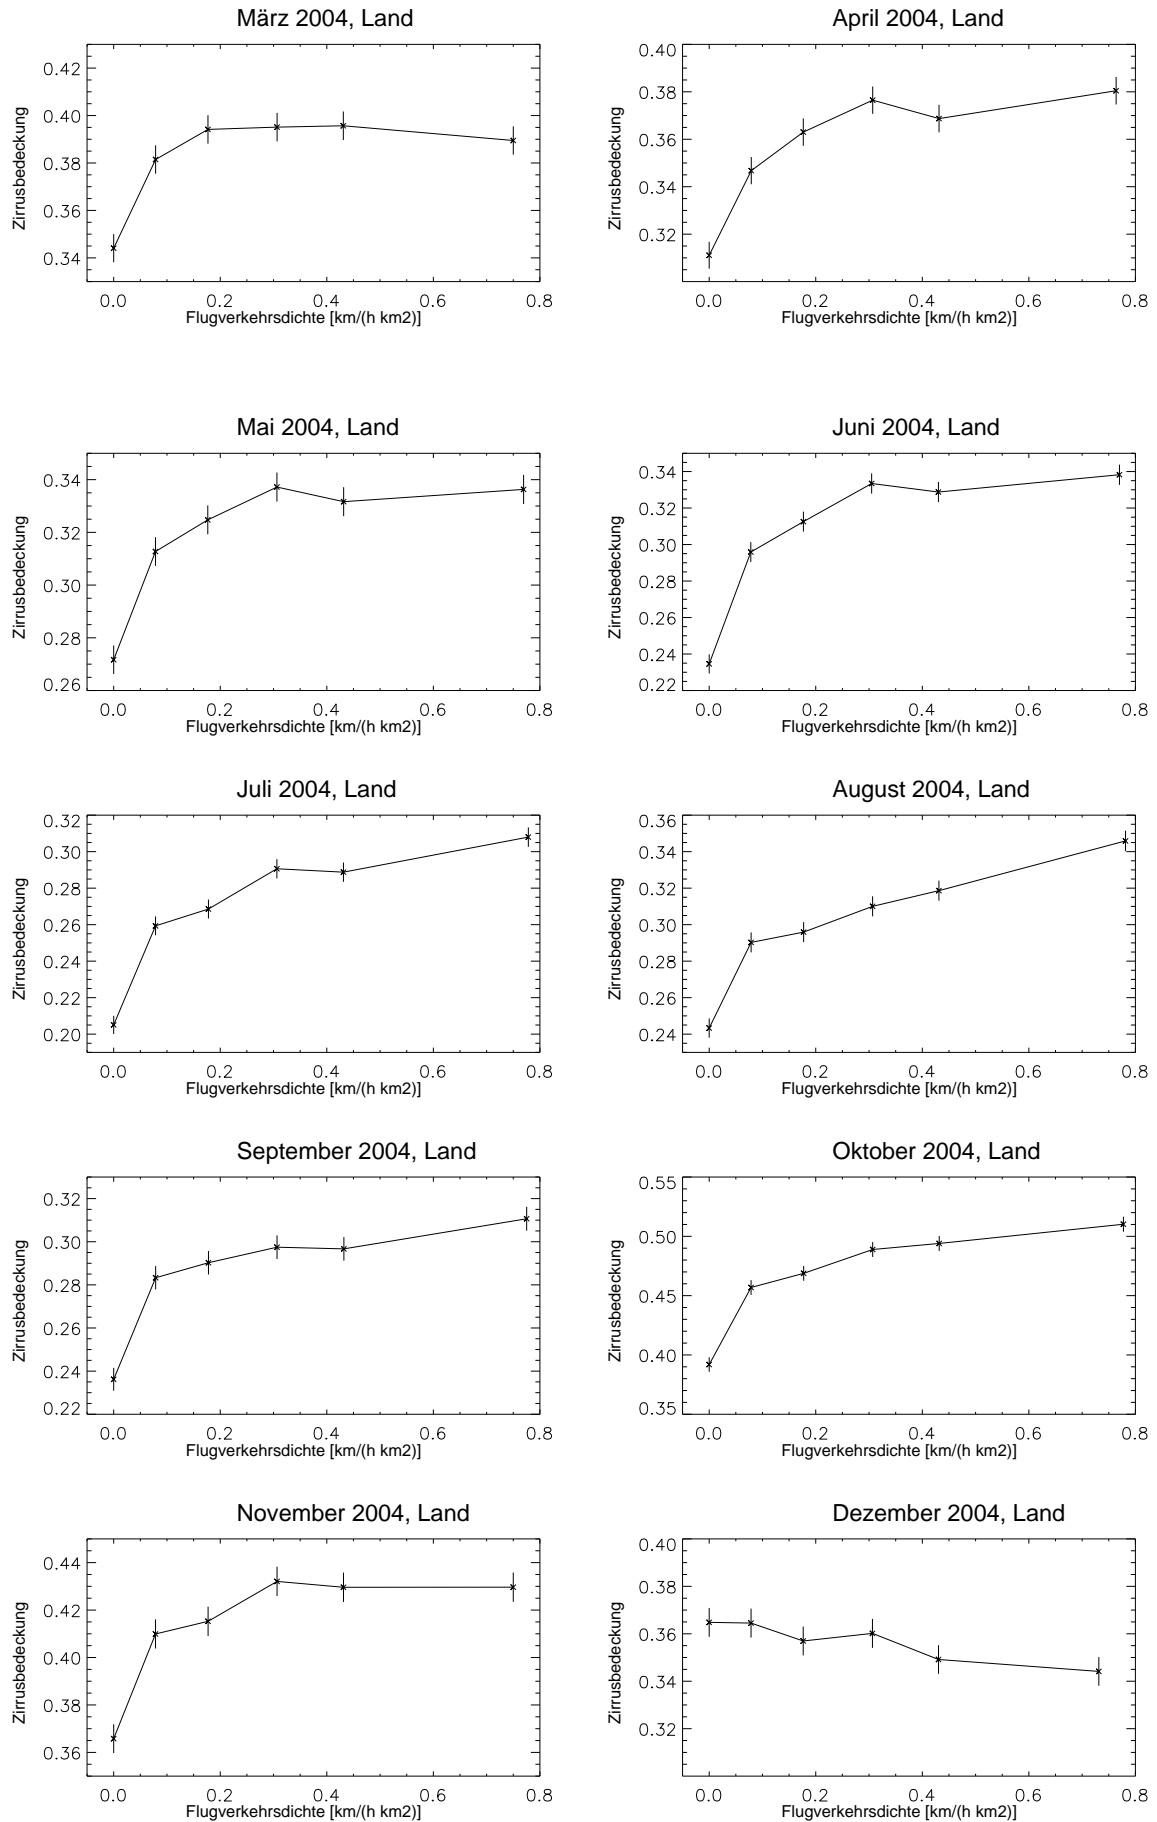 März 2004, Land
0.42
0.40
0.38
0.36
0.34
Zirrusbedeckung
0.0 0.2 0.4 0.6 0.8
Flugverkehrsdichte [km/(h km2)]
April 2004, Land
0.40
0.38
0.36
0.34
0.32
Zirrusbedeckung
0.0 0.2 0.4 0.6 0.8
Flugverkehrsdichte [km/(h km2)]
Mai 2004, Land
0.34
0.32
0.30
0.28
0.26
Zirrusbedeckung
0.0 0.2 0.4 0.6 0.8
Flugverkehrsdichte [km/(h km2)]
Juni 2004, Land
0.34
0.32
0.30
0.28
0.26
0.24
0.22
Zirrusbedeckung
0.0 0.2 0.4 0.6 0.8
Flugverkehrsdichte [km/(h km2)]
Juli 2004, Land
0.32
0.30
0.28
0.26
0.24
0.22
0.20
Zirrusbedeckung
0.0 0.2 0.4 0.6 0.8
Flugverkehrsdichte [km/(h km2)]
August 2004, Land
0.36
0.34
0.32
0.30
0.28
0.26
0.24
Zirrusbedeckung
0.0 0.2 0.4 0.6 0.8
Flugverkehrsdichte [km/(h km2)]
September 2004, Land
0.32
0.30
0.28
0.26
0.24
0.22
Zirrusbedeckung
0.0 0.2 0.4 0.6 0.8
Flugverkehrsdichte [km/(h km2)]
Oktober 2004, Land
0.55
0.50
0.45
0.40
0.35
Zirrusbedeckung
0.0 0.2 0.4 0.6 0.8
Flugverkehrsdichte [km/(h km2)]
November 2004, Land
0.44
0.42
0.40
0.38
0.36
Zirrusbedeckung
0.0 0.2 0.4 0.6 0.8
Flugverkehrsdichte [km/(h km2)]
Dezember 2004, Land
0.40
0.38
0.36
0.34
0.32
Zirrusbedeckung
0.0 0.2 0.4 0.6 0.8
Flugverkehrsdichte [km/(h km2)]